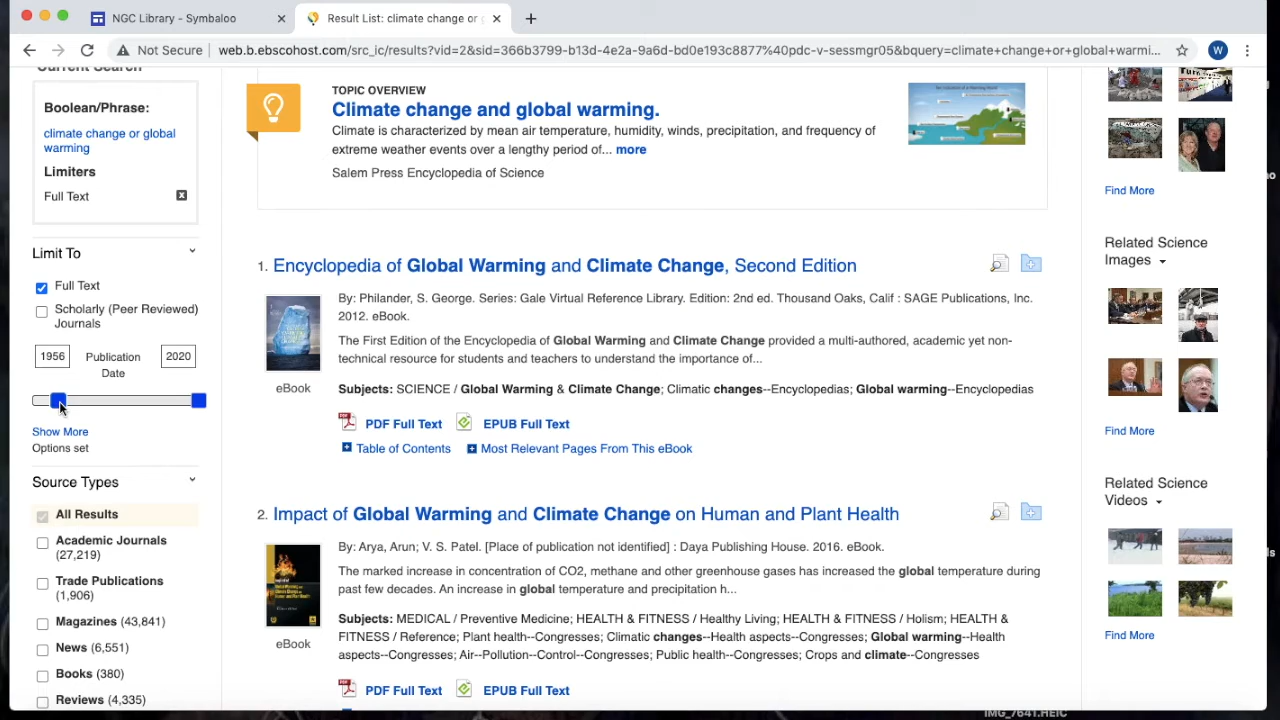 NGC Library - Symbaloo
Result List: climate change or g
Not Secure
web.b.ebscohost.com/src_ic/results?vid=2&sid=366b3799-b13d-4e2a-9a6d-bd0e193c8877%40pdc-v-sessmgr05&bquery=climate+change+or+global+warmi...
W
Current Search
Boolean/Phrase:
climate change or global
warming
Limiters
Full Text
Limit To
Full Text
Scholarly (Peer Reviewed)
Journals
1956
Publication
Date
2020
Show More
Options set
Source Types
All Results
Academic Journals
(27,219)
Trade Publications
(1,906)
Magazines (43,841)
News (6,551)
Books (380)
Reviews (4,335)
TOPIC OVERVIEW
Climate change and global warming.
Climate is characterized by mean air temperature, humidity, winds, precipitation, and frequency of
extreme weather events over a lengthy period of... more
Salem Press Encyclopedia of Science
1. Encyclopedia of Global Warming and Climate Change, Second Edition
By: Philander, S. George. Series: Gale Virtual Reference Library. Edition: 2nd ed. Thousand Oaks, Calif : SAGE Publications, Inc.
2012. eBook.
The First Edition of the Encyclopedia of Global Warming and Climate Change provided a multi-authored, academic yet non-
technical resource for students and teachers to understand the importance of...
eBook
Subjects: SCIENCE / Global Warming & Climate Change; Climatic changes--Encyclopedias; Global warming--Encyclopedias
PDF Full Text
EPUB Full Text
Table of Contents
Most Relevant Pages From This eBook
2. Impact of Global Warming and Climate Change on Human and Plant Health
By: Arya, Arun; V. S. Patel. [Place of publication not identified] : Daya Publishing House. 2016. eBook.
The marked increase in concentration of CO2, methane and other greenhouse gases has increased the global temperature during
past few decades. An increase in global temperature and precipitation h...
eBook
Subjects: MEDICAL / Preventive Medicine; HEALTH & FITNESS / Healthy Living; HEALTH & FITNESS / Holism; HEALTH &
FITNESS / Reference; Plant health--Congresses; Climatic changes--Health aspects--Congresses; Global warming--Health
aspects--Congresses; Air--Pollution--Control--Congresses; Public health--Congresses; Crops and climate--Congresses
PDF Full Text
EPUB Full Text
Find More
Related Science
Images
Find More
Related Science
Videos
Find More
IMG_7641.HEIC